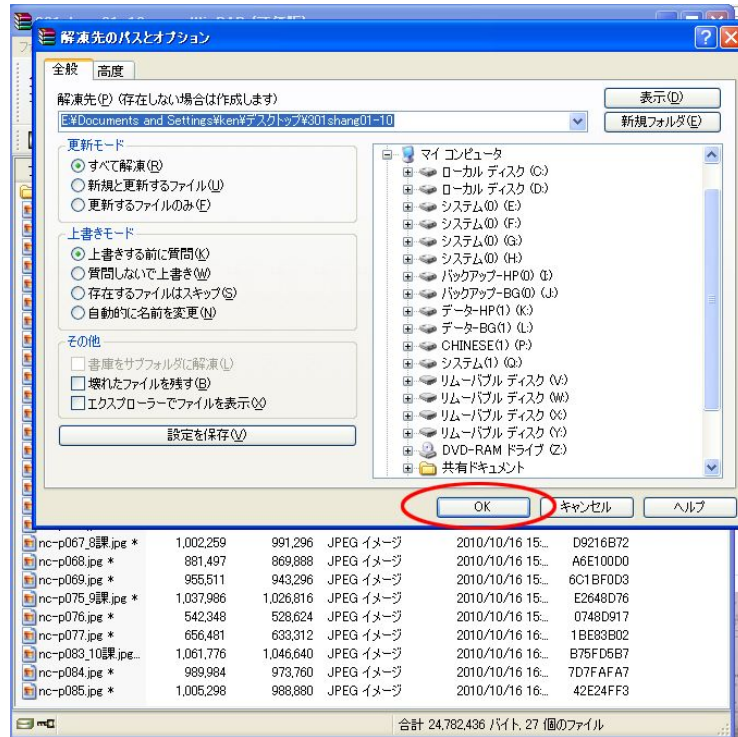 解凍先のパスとオプション
全般 高度
解凍先(P) (存在しない場合は作成します)
表示(D)
E¥Documents and Settings¥ken¥デスクトップ¥301shang01-10
新規フォルダ(E)
更新モード
すべて解凍(R)
新規と更新するファイル(U)
更新するファイルのみ(F)
上書きモード
上書きする前に質問(K)
質問しないで上書き(W)
存在するファイルはスキップ(S)
自動的に名前を変更(N)
その他
書庫をサブフォルダに解凍(L)
壊れたファイルを残す(B)
エクスプローラーでファイルを表示(X)
設定を保存(V)
マイ コンピュータ
ローカル ディスク (C:)
ローカル ディスク (D:)
システム(0) (E:)
システム(0) (F:)
システム(0) (G:)
システム(0) (H:)
バックアップ-HP(0) (I:)
バックアップ-BG(0) (J:)
データー-HP(1) (K:)
データー-BG(1) (L:)
CHINESE(1) (P:)
システム(1) (Q:)
リムーバブル ディスク (V:)
リムーバブル ディスク (W:)
リムーバブル ディスク (X:)
リムーバブル ディスク (Y:)
DVD-RAM ドライブ (Z:)
共有ドキュメント
OK キャンセル ヘルプ
nc-p067_8課.jpg * 1,002,259 991,296 JPEG イメージ 2010/10/16 15:... D9216B72
nc-p068.jpg * 881,497 869,888 JPEG イメージ 2010/10/16 15:... A6E100D0
nc-p069.jpg * 955,511 943,296 JPEG イメージ 2010/10/16 15:... 6C1BF0D3
nc-p075_9課.jpg * 1,037,986 1,026,816 JPEG イメージ 2010/10/16 15:... E2648D76
nc-p076.jpg * 542,348 528,624 JPEG イメージ 2010/10/16 15:... 0748D917
nc-p077.jpg * 656,481 633,312 JPEG イメージ 2010/10/16 16:... 1BE83B02
nc-p083_10課.jpg... 1,061,776 1,046,640 JPEG イメージ 2010/10/16 16:... B75FD5B7
nc-p084.jpg * 989,984 973,760 JPEG イメージ 2010/10/16 16:... 7D7FAFA7
nc-p085.jpg * 1,005,298 988,880 JPEG イメージ 2010/10/16 16:... 42E24FF3
合計 24,782,436 バイト, 27 個のファイル